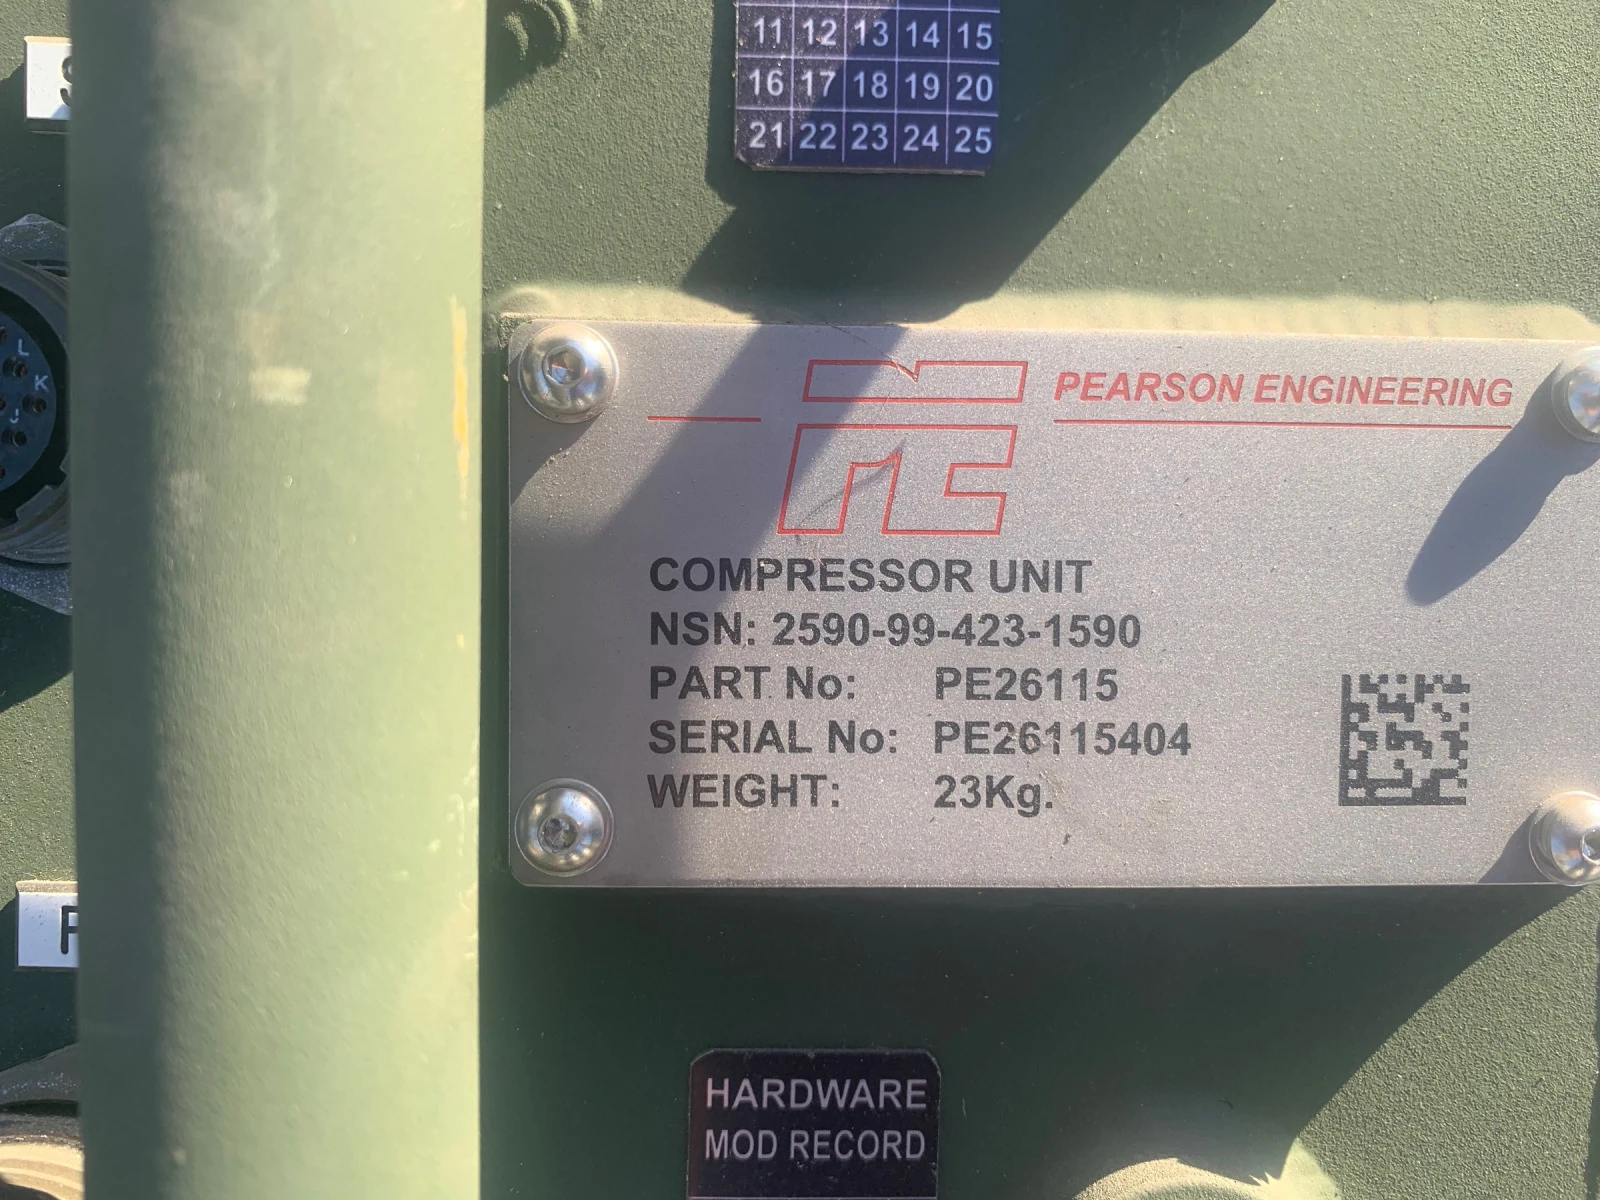 11 12 13 14 15
16 17 18 19 20
21 22 23 24 25
L
K
J
PEARSON ENGINEERING
PE
COMPRESSOR UNIT
NSN: 2590-99-423-1590
PART No: PE26115
SERIAL No: PE26115404
WEIGHT: 23Kg.
HARDWARE
MOD RECORD